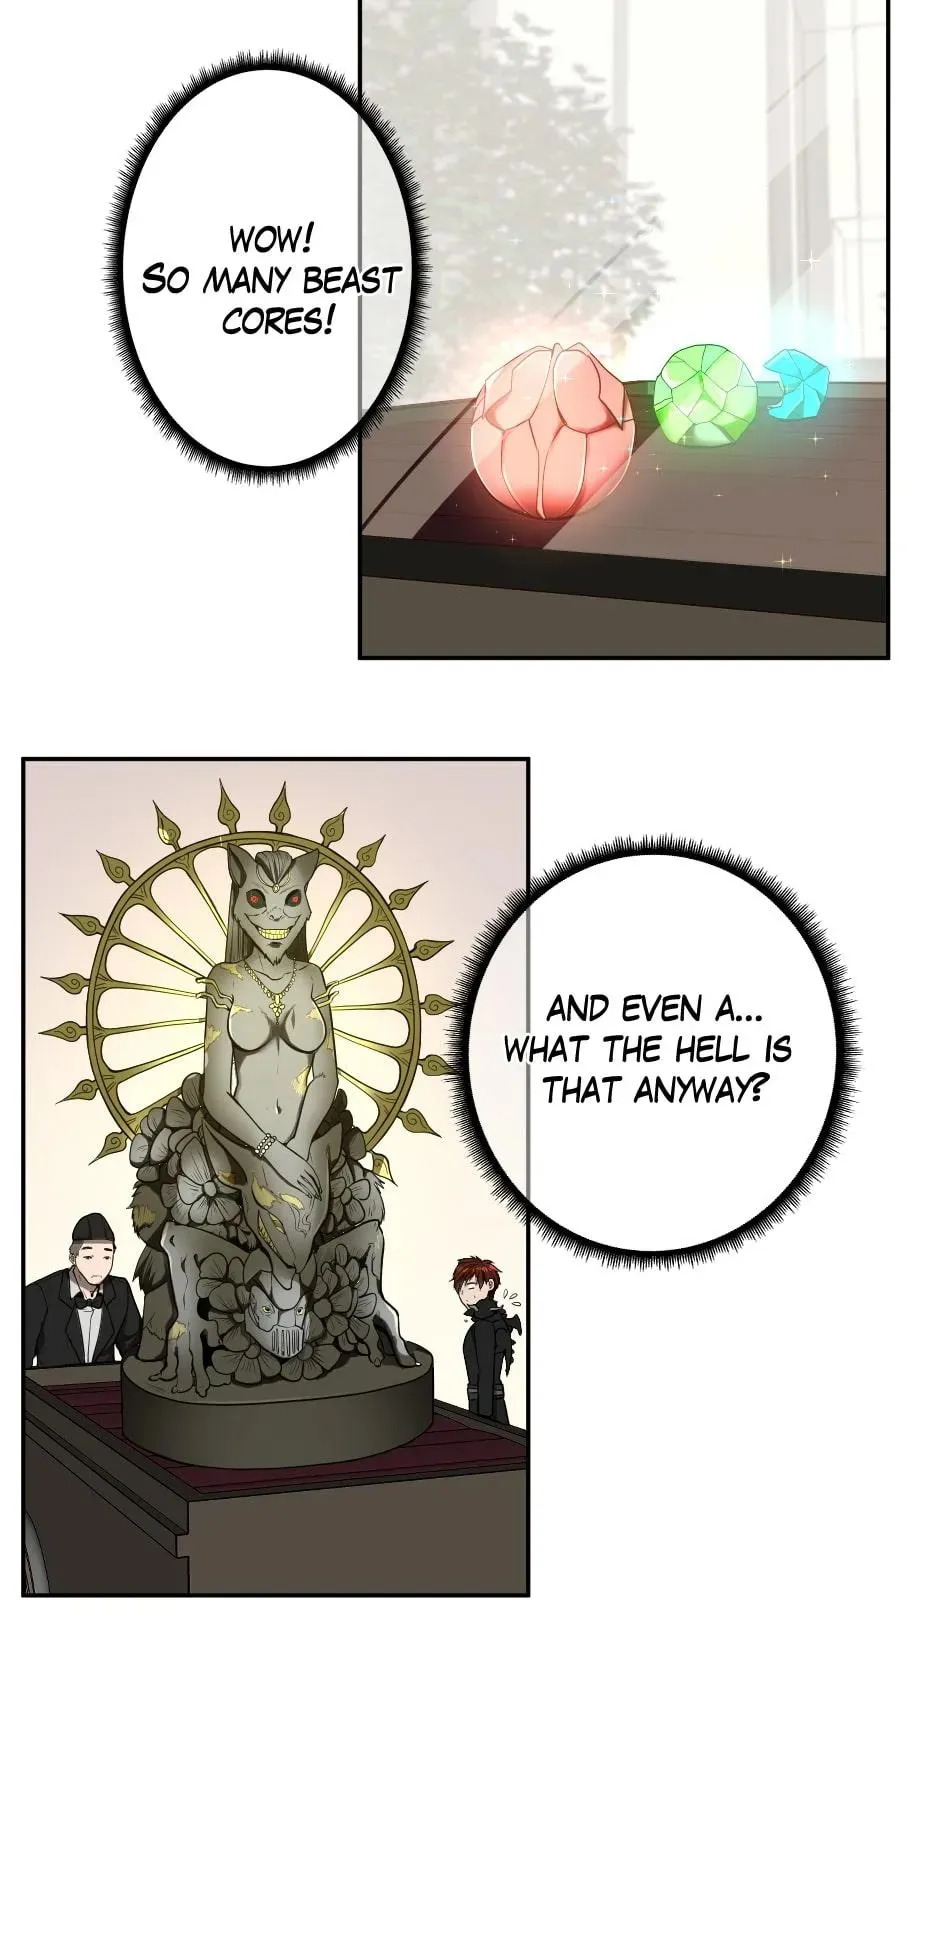 WOW!
SO MANY BEAST
CORES!
AND EVEN A...
WHAT THE HELL IS
THAT ANYWAY?